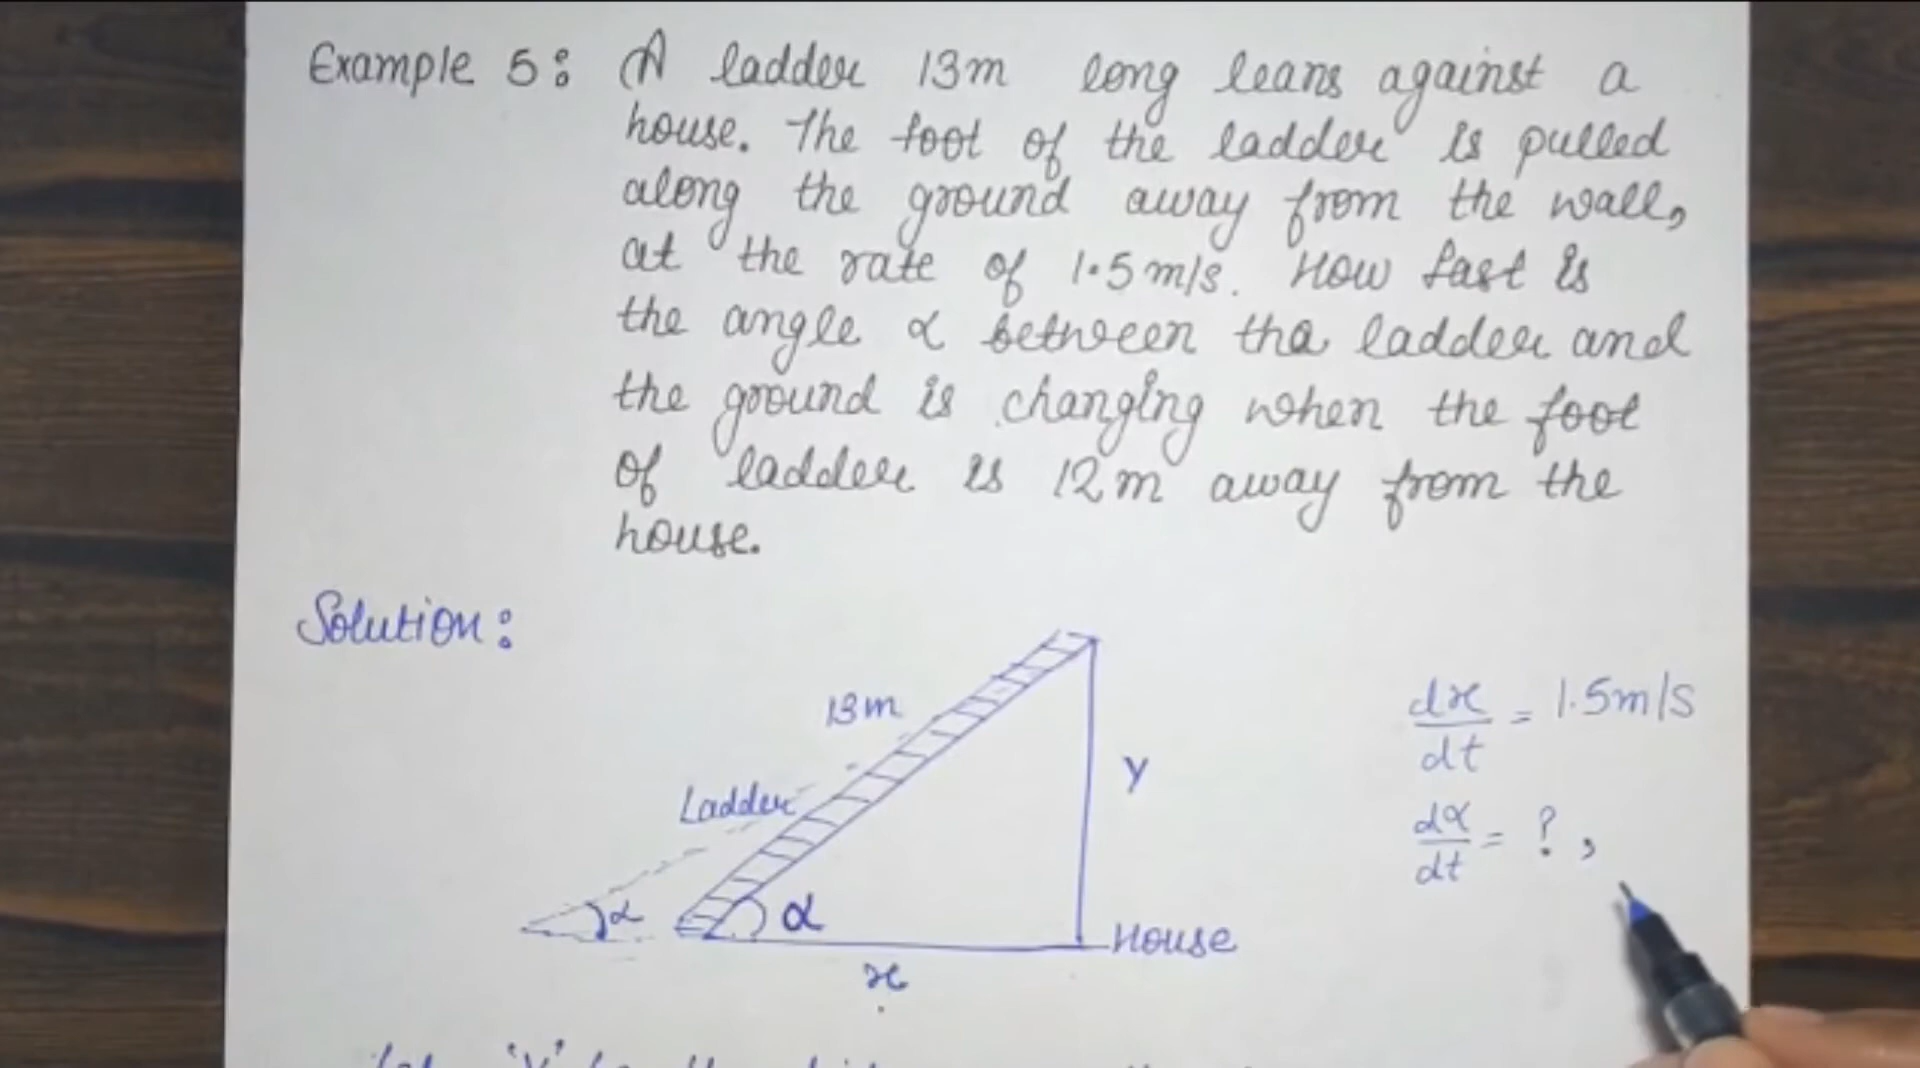 Example 5: A ladder 13m long leans against a
house. The foot of the ladder is pulled
along the ground away from the wall,
at the rate of 1.5 m/s. How fast is
the angle α between the ladder and
the ground is changing when the foot
of ladder is 12m away from the
house.
Solution:
13m
Ladder
y
α
α
House
x
dx/dt = 1.5m/s
dα/dt = ?,